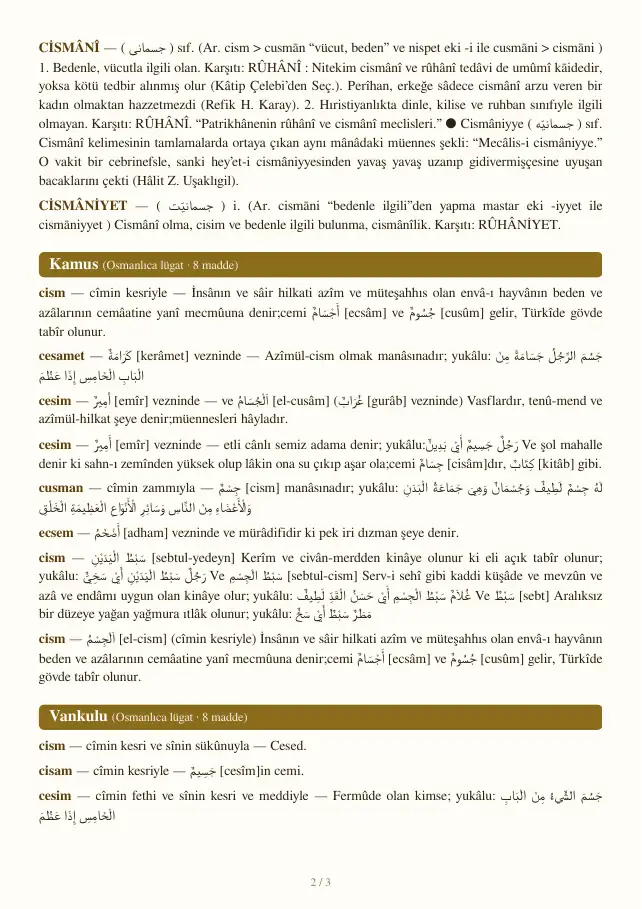 CİSMÂNÎ — ( جسمانى ) sıf. (Ar. cism > cusmān “vücut, beden” ve nispet eki -і ile cusmānі > cismānі )
1. Bedenle, vücutla ilgili olan. Karşıtı: RÛHÂNÎ : Nitekim cismânî ve rûhânî tedâvi de umûmî kāidedir,
yoksa kötü tedbir alınmış olur (Kâtip Çelebi’den Seç.). Perîhan, erkeğe sâdece cismânî arzu veren bir
kadın olmaktan hazzetmezdi (Refik H. Karay). 2. Hıristiyanlıkta dinle, kilise ve ruhban sınıfıyle ilgili
olmayan. Karşıtı: RÛHÂNÎ. “Patrikhânenin rûhânî ve cismânî meclisleri.” ● Cismâniyye ( جسمانيّه ) sıf.
Cismânî kelimesinin tamlamalarda ortaya çıkan aynı mânâdaki müennes şekli: “Mecâlis-i cismâniyye.”
O vakit bir cebrinefsle, sanki hey’et-i cismâniyyesinden yavaş yavaş uzanıp gidivermişçesine uyuşan
bacaklarını çekti (Hâlit Z. Uşaklıgil).
CİSMÂNİYET — ( جسمانيّت ) i. (Ar. cismānі “bedenle ilgili”den yapma mastar eki -iyyet ile
cismāniyyet ) Cismânî olma, cisim ve bedenle ilgili bulunma, cismânîlik. Karşıtı: RÛHÂNİYET.
Kamus (Osmanlıca lügat · 8 madde)
cism — cîmin kesriyle — İnsânın ve sâir hilkati azîm ve müteşahhıs olan envâ-ı hayvânın beden ve
azâlarının cemâatine yanî mecmûuna denir;cemi أَجْسَامٌ [ecsâm] ve جُسُومٌ [cusûm] gelir, Türkîde gövde
tabîr olunur.
cesamet — كَرَامَةٌ [kerâmet] vezninde — Azîmül-cism olmak manâsınadır; yukâlu: جَسُمَ الرَّجُلُ جَسَامَةً مِنَ
الْبَابِ الْخَامِسِ إِذَا عَظُمَ
cesim — أَمِيرٌ [emîr] vezninde — ve اَلْجُسَامُ [el-cusâm] (غُرَابٌ [gurâb] vezninde) Vasflardır, tenû-mend ve
azîmül-hilkat şeye denir;müennesleri hâyladır.
cesim — أَمِيرٌ [emîr] vezninde — etli cânlı semiz adama denir; yukâlu:رَجُلٌ جَسِيمٌ أَيْ بَدِينٌ Ve şol mahalle
denir ki sahn-ı zemînden yüksek olup lâkin ona su çıkıp aşar ola;cemi جِسَامٌ [cisâm]dır, كِتَابٌ [kitâb] gibi.
cusman — cîmin zammıyla — جِسْمٌ [cism] manâsınadır; yukâlu: لَهُ جِسْمٌ لَطِيفٌ وَجُسْمَانٌ وَهِيَ جَمَاعَةُ الْبَدَنِ
وَالْأَعْضَاءِ مِنَ النَّاسِ وَسَائِرِ الْأَنْوَاعِ الْعَظِيمَةِ الْخَلْقِ
ecsem — أَضْخَمُ [adham] vezninde ve mürâdifidir ki pek iri dızman şeye denir.
cism — سَبْطُ الْيَدَيْنِ [sebtul-yedeyn] Kerîm ve civân-merdden kinâye olunur ki eli açık tabîr olunur;
yukâlu: رَجُلٌ سَبْطُ الْيَدَيْنِ أَيْ سَخِيٌّ Ve سَبْطُ الْجِسْمِ [sebtul-cism] Serv-i sehî gibi kaddi küşâde ve mevzûn ve
azâ ve endâmı uygun olan kinâye olur; yukâlu: غُلاَمٌ سَبْطُ الْجِسْمِ أَيْ حَسَنُ الْقَدِّ لَطِيفٌ Ve سَبْطٌ [sebt] Aralıksız
bir düzeye yağan yağmura ıtlâk olunur; yukâlu: مَطَرٌ سَبْطٌ أَيْ سَحٌّ
cism — اَلْجِسْمُ [el-cism] (cîmin kesriyle) İnsânın ve sâir hilkati azîm ve müteşahhıs olan envâ-ı hayvânın
beden ve azâlarının cemâatine yanî mecmûuna denir;cemi أَجْسَامٌ [ecsâm] ve جُسُومٌ [cusûm] gelir, Türkîde
gövde tabîr olunur.
Vankulu (Osmanlıca lügat · 8 madde)
cism — cîmin kesri ve sînin sükûnuyla — Cesed.
cisam — cîmin kesriyle — جَسِيمٌ [cesîm]in cemi.
cesim — cîmin fethi ve sînin kesri ve meddiyle — Fermûde olan kimse; yukâlu: جَسُمَ الشَّيءُ مِنَ الْبَابِ
الْخَامِسِ إِذَا عَظُمَ
2 / 3